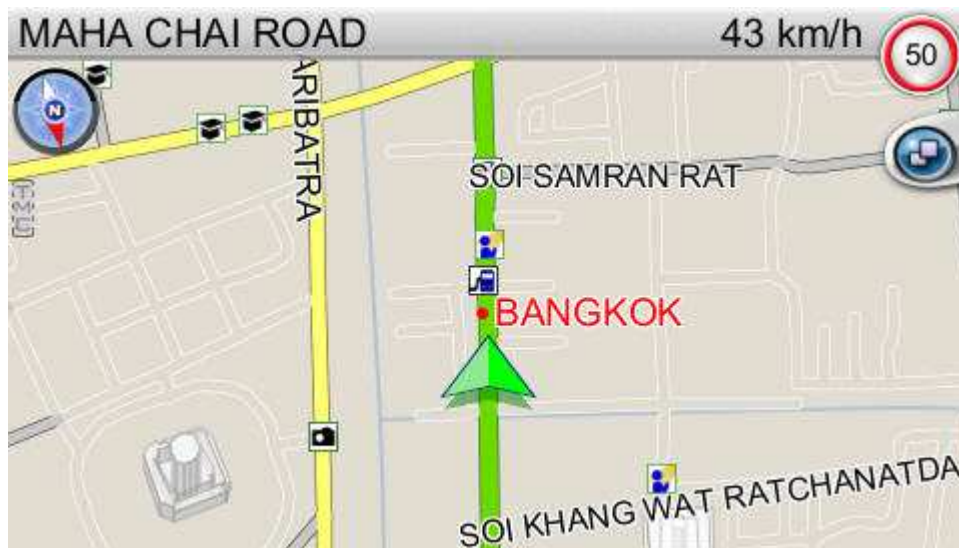 MAHA CHAI ROAD
43 km/h
50
N
ARIBATRA
SOI SAMRAN RAT
BANGKOK
SOI KHANG WAT RATCHANATDA